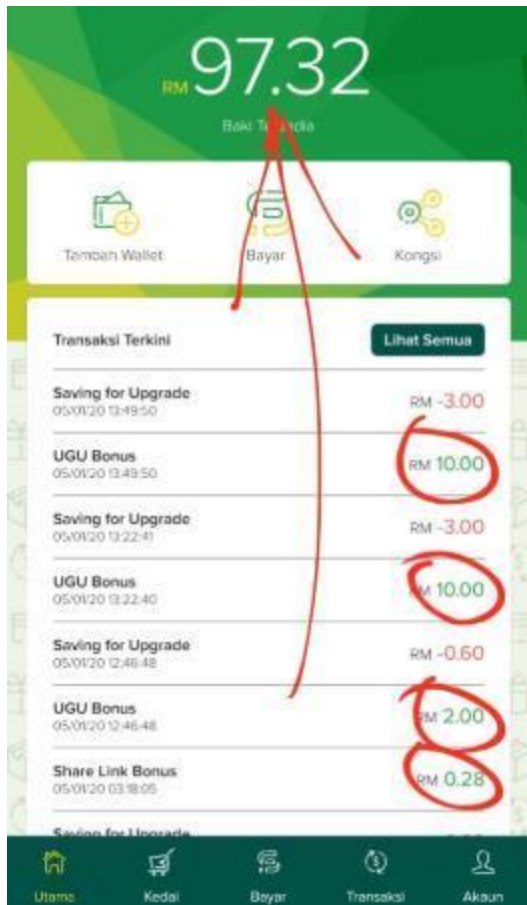 RM 97.32
Baki Tersedia
Tambah Wallet
Bayar
Kongsi
Transaksi Terkini
Lihat Semua
Saving for Upgrade
RM -3.00
05/01/20 13:49:50
UGU Bonus
RM 10.00
05/01/20 13:49:50
Saving for Upgrade
RM -3.00
05/01/20 13:22:41
UGU Bonus
RM 10.00
05/01/20 13:22:40
Saving for Upgrade
RM -0.60
05/01/20 12:46:48
UGU Bonus
RM 2.00
05/01/20 12:46:48
Share Link Bonus
RM 0.28
05/01/20 03:18:05
Saving for Upgrade
Utama
Kedai
Bayar
Transaksi
Akaun